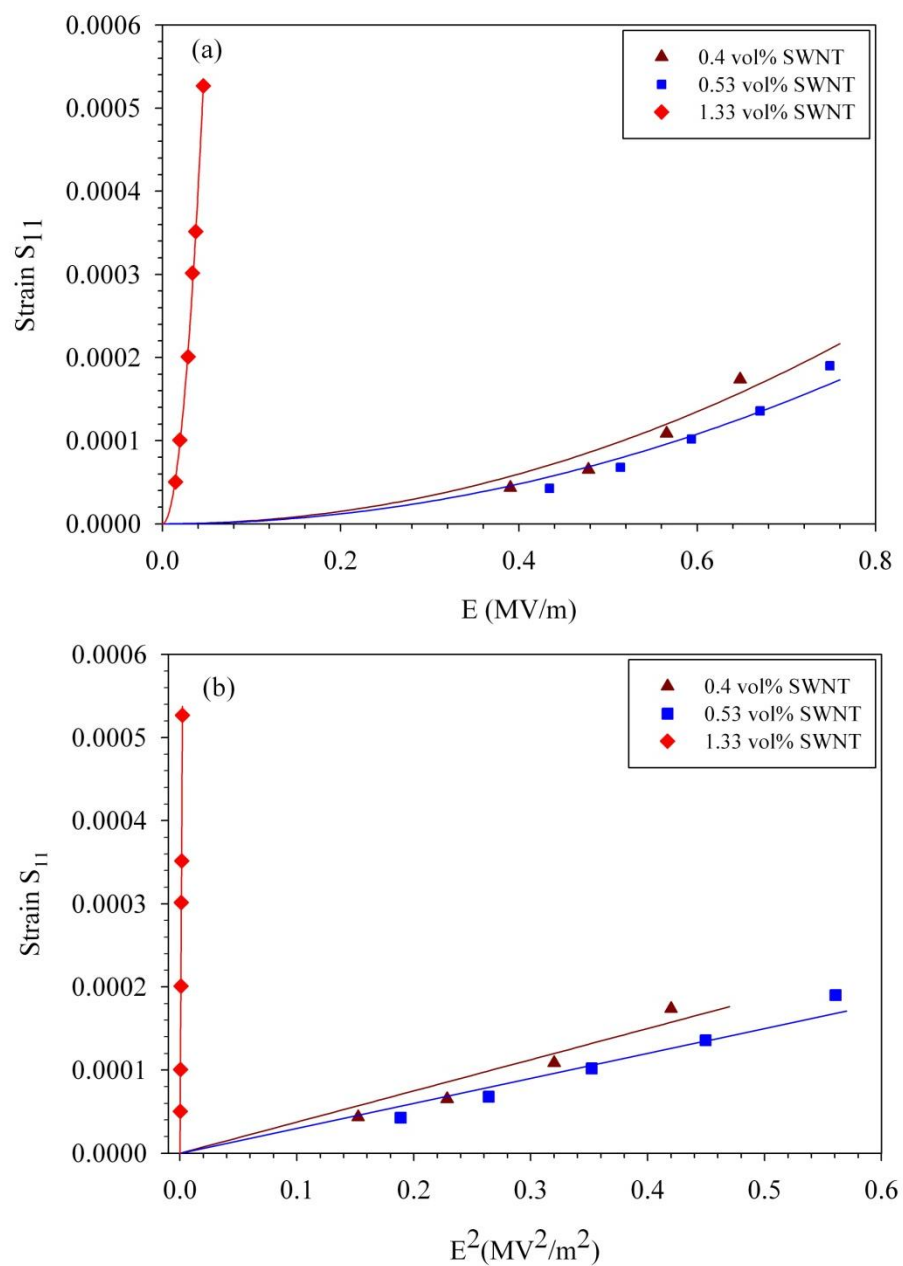 0.0006
(a)
0.4 vol% SWNT
0.53 vol% SWNT
1.33 vol% SWNT
0.0005
0.0004
0.0003
0.0002
0.0001
0.0000
Strain S11
0.0 0.2 0.4 0.6 0.8
E (MV/m)
0.0006
(b)
0.4 vol% SWNT
0.53 vol% SWNT
1.33 vol% SWNT
0.0005
0.0004
0.0003
0.0002
0.0001
0.0000
Strain S11
0.0 0.1 0.2 0.3 0.4 0.5 0.6
E²(MV²/m²)